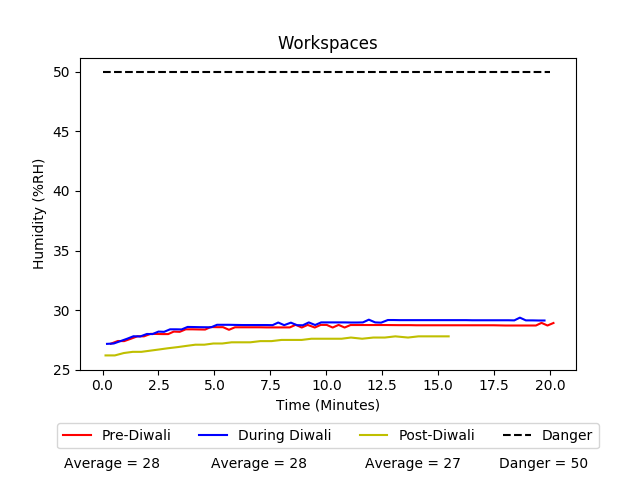 Workspaces
Humidity (%RH)
50
45
40
35
30
25
0.0 2.5 5.0 7.5 10.0 12.5 15.0 17.5 20.0
Time (Minutes)
Pre-Diwali During Diwali Post-Diwali Danger
Average = 28 Average = 28 Average = 27 Danger = 50